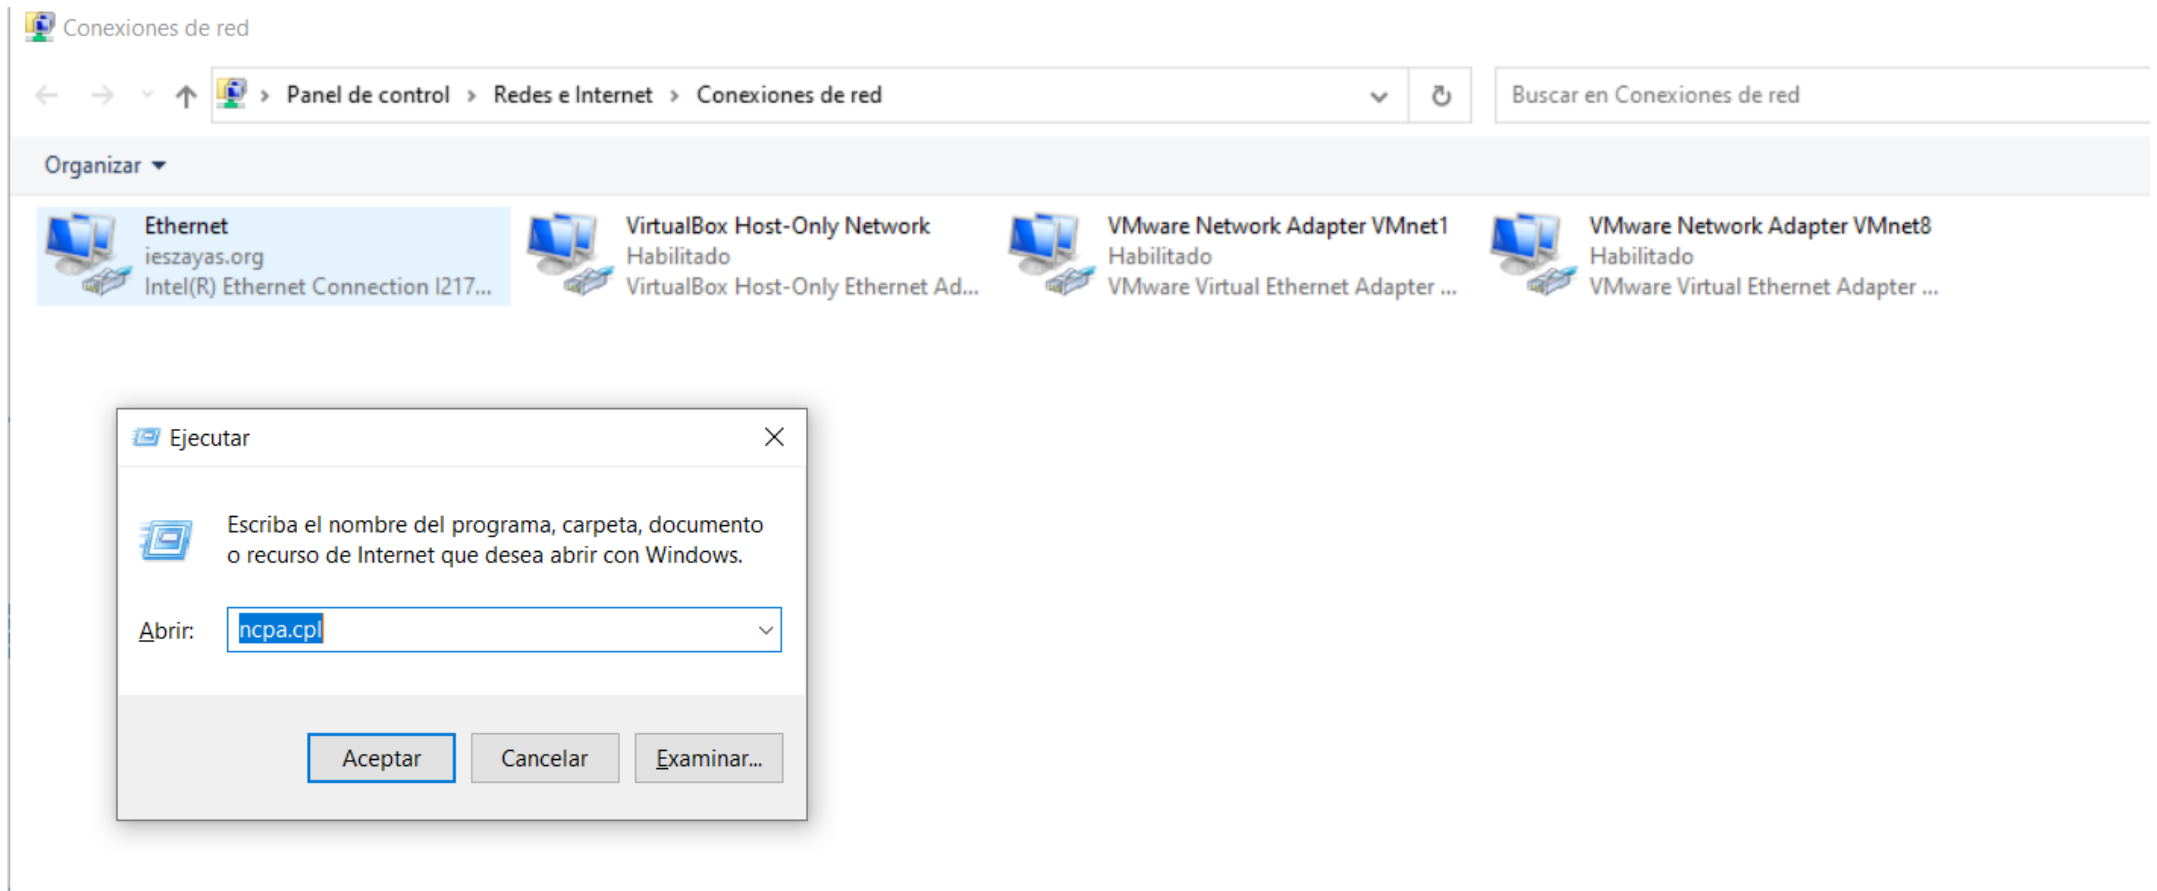 Conexiones de red
Panel de control > Redes e Internet > Conexiones de red
Buscar en Conexiones de red
Organizar
Ethernet
ieszayas.org
Intel(R) Ethernet Connection I217...
VirtualBox Host-Only Network
Habilitado
VirtualBox Host-Only Ethernet Ad...
VMware Network Adapter VMnet1
Habilitado
VMware Virtual Ethernet Adapter ...
VMware Network Adapter VMnet8
Habilitado
VMware Virtual Ethernet Adapter ...
Ejecutar
Escriba el nombre del programa, carpeta, documento
o recurso de Internet que desea abrir con Windows.
Abrir: ncpa.cpl
Aceptar Cancelar Examinar...